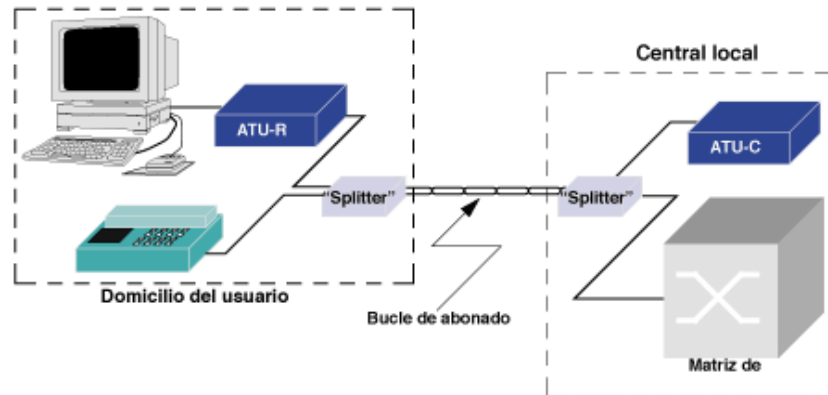 Central local
ATU-R
ATU-C
"Splitter"
"Splitter"
Domicilio del usuario
Bucle de abonado
Matriz de